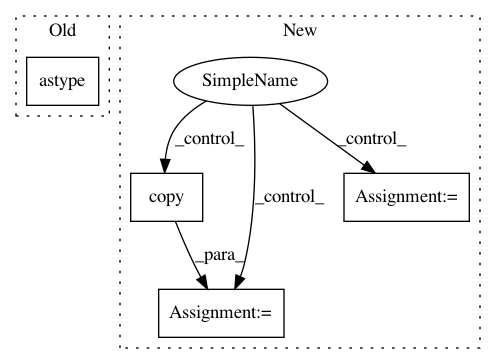 Old
New
astype
SimpleName
_control_
_control_
copy
_control_
Assignment:=
_para_
Assignment:=